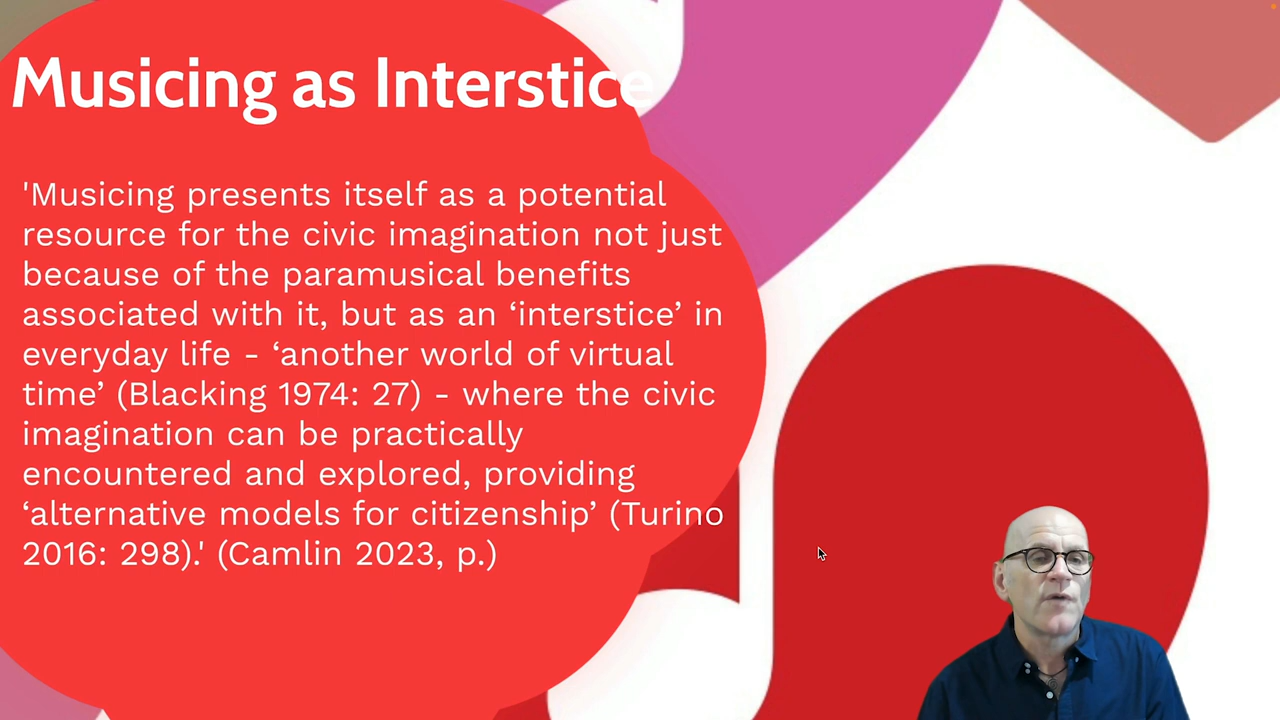 Musicing as Interstice
'Musicing presents itself as a potential
resource for the civic imagination not just
because of the paramusical benefits
associated with it, but as an ‘interstice’ in
everyday life - ‘another world of virtual
time’ (Blacking 1974: 27) - where the civic
imagination can be practically
encountered and explored, providing
‘alternative models for citizenship’ (Turino
2016: 298).' (Camlin 2023, p.)